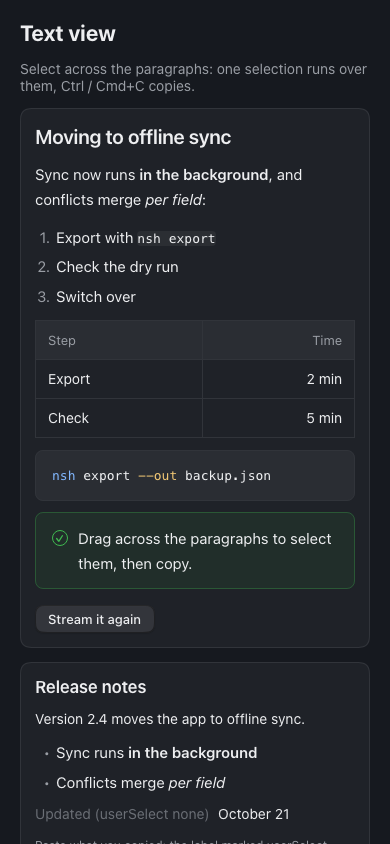 Text view
Select across the paragraphs: one selection runs over
them, Ctrl / Cmd+C copies.
Moving to offline sync
Sync now runs in the background, and
conflicts merge per field:
1. Export with nsh export
2. Check the dry run
3. Switch over
Step Time
Export 2 min
Check 5 min
nsh export --out backup.json
Drag across the paragraphs to select
them, then copy.
Stream it again
Release notes
Version 2.4 moves the app to offline sync.
• Sync runs in the background
• Conflicts merge per field
Updated (userSelect none) October 21